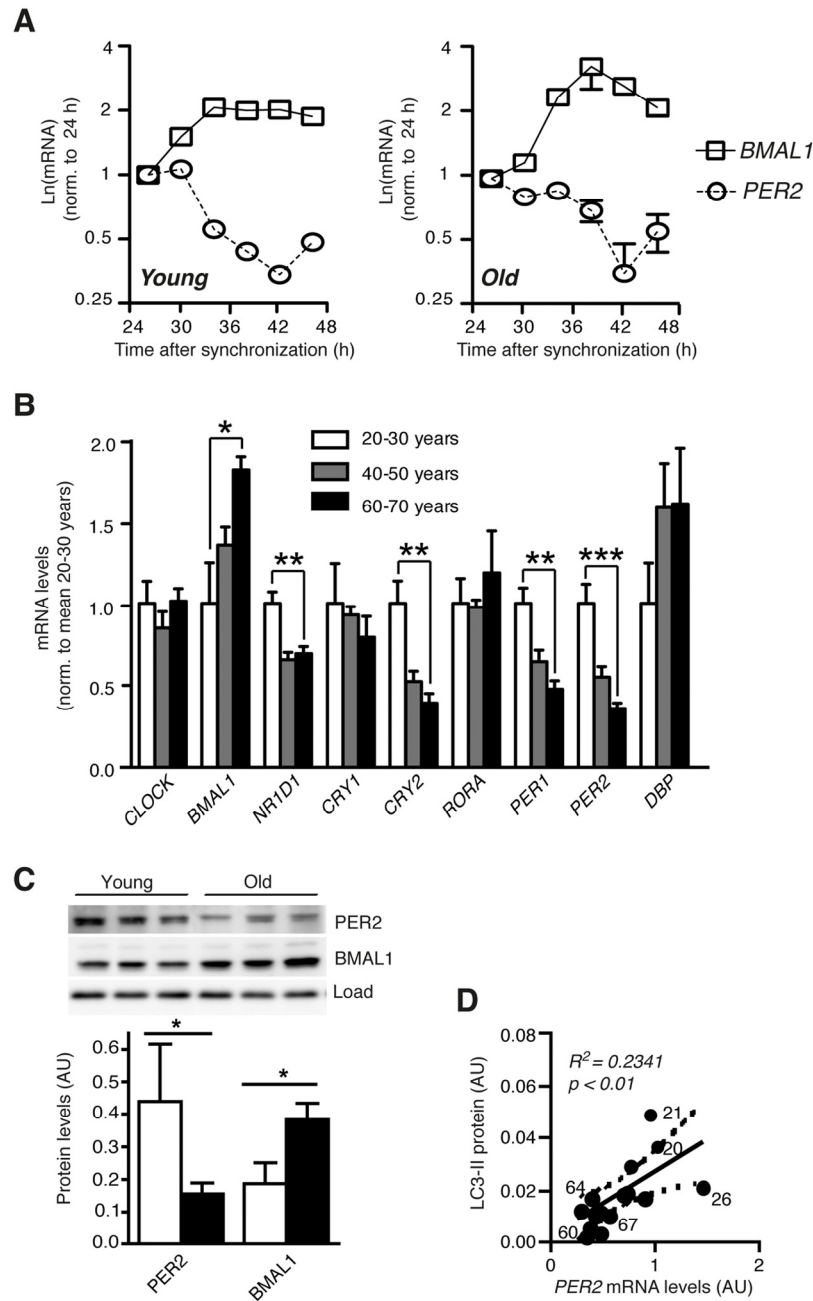 A
Ln(mRNA)
(norm. to 24 h)
4
2
1
0.5
0.25
Young
24 30 36 42 48
Time after synchronization (h)
Ln(mRNA)
(norm. to 24 h)
4
2
1
0.5
0.25
Old
24 30 36 42 48
Time after synchronization (h)
BMAL1
PER2
B
mRNA levels
(norm. to mean 20-30 years)
2.0
1.5
1.0
0.5
0.0
20-30 years
40-50 years
60-70 years
* ** ** ** ***
CLOCK BMAL1 NR1D1 CRY1 CRY2 RORA PER1 PER2 DBP
C
Young Old
PER2
BMAL1
Load
Protein levels (AU)
0.6
0.5
0.4
0.3
0.2
0.1
0.0
* *
PER2 BMAL1
D
LC3-II protein (AU)
0.08
0.06
0.04
0.02
0.00
R² = 0.2341
p < 0.01
21
20
64
26
67
60
0 1 2
PER2 mRNA levels (AU)